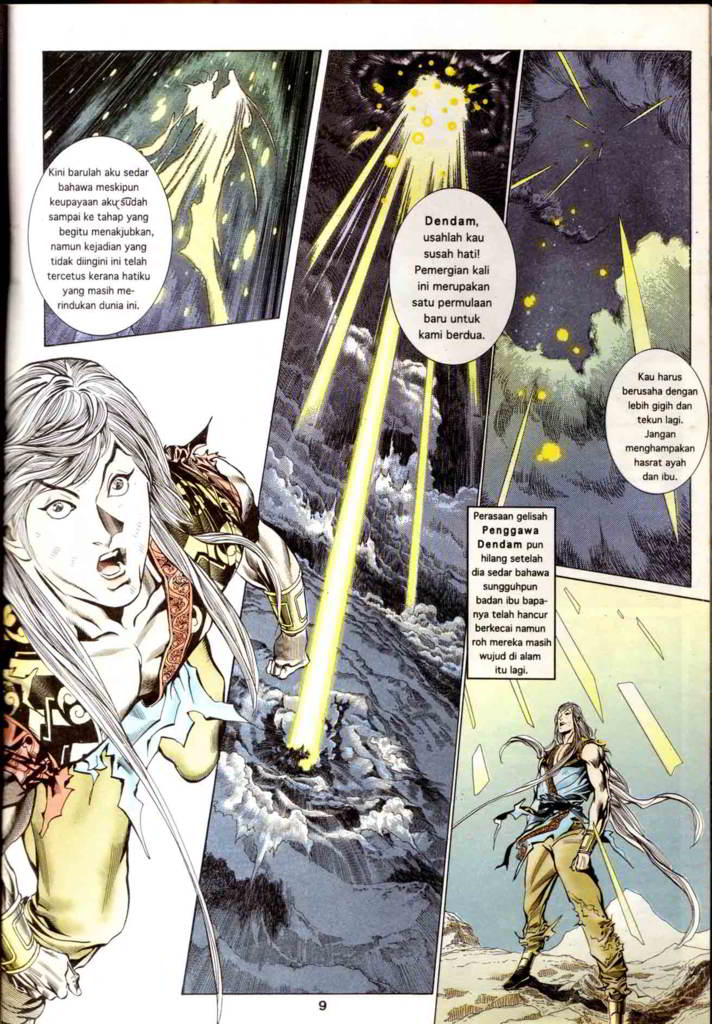 Kini barulah aku sedar
bahawa meskipun
keupayaan aku sudah
sampai ke tahap yang
begitu menakjubkan,
namun kejadian yang
tidak diingini ini telah
tercetus kerana hatiku
yang masih me-
rindukan dunia ini.
Dendam,
usahlah kau
susah hati!
Pemergian kali
ini merupakan
satu permulaan
baru untuk
kami berdua.
Kau harus
berusaha dengan
lebih gigih dan
tekun lagi.
Jangan
menghampakan
hasrat ayah
dan ibu.
Perasaan gelisah
Penggawa
Dendam pun
hilang setelah
dia sedar bahawa
sungguhpun
badan ibu bapa-
nya telah hancur
berkecai namun
roh mereka masih
wujud di alam
itu lagi.
9